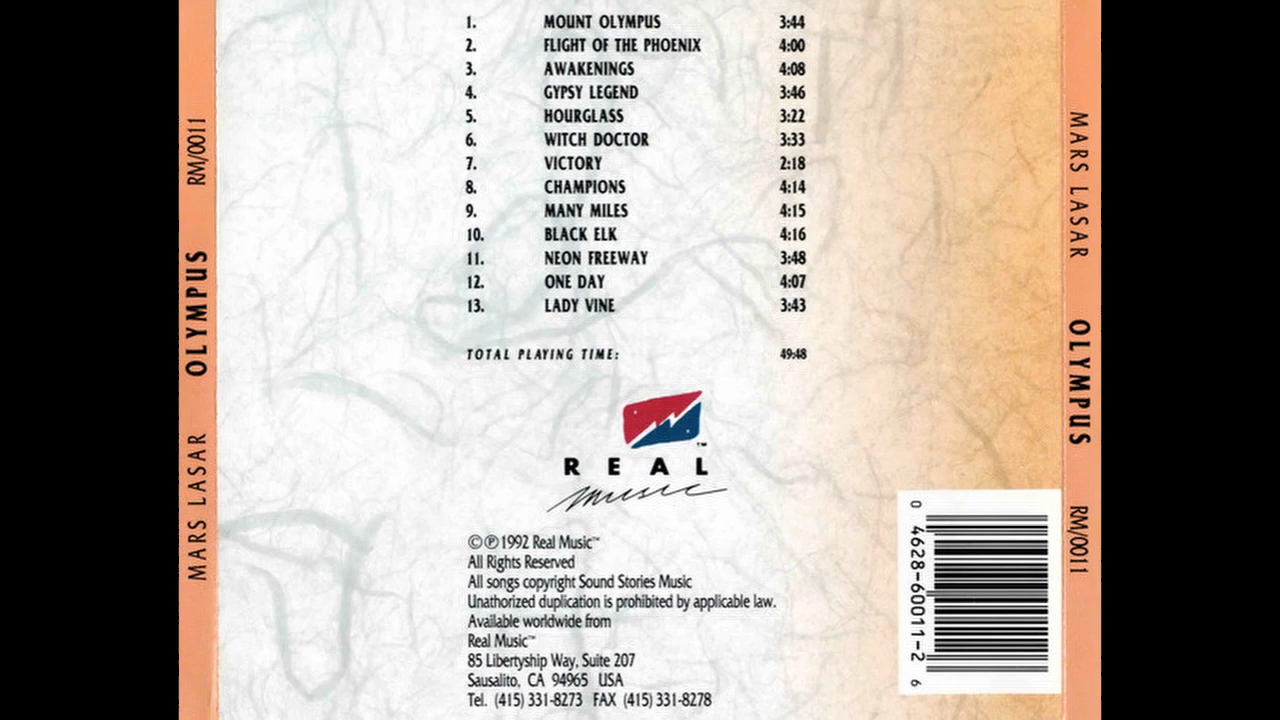 1. MOUNT OLYMPUS 3:44
2. FLIGHT OF THE PHOENIX 4:00
3. AWAKENINGS 4:08
4. GYPSY LEGEND 3:46
5. HOURGLASS 3:22
6. WITCH DOCTOR 3:33
7. VICTORY 2:18
8. CHAMPIONS 4:14
9. MANY MILES 4:15
10. BLACK ELK 4:16
11. NEON FREEWAY 3:48
12. ONE DAY 4:07
13. LADY VINE 3:43
TOTAL PLAYING TIME: 49:48
™
REAL
music
©℗1992 Real Music™
All Rights Reserved
All songs copyright Sound Stories Music
Unathorized duplication is prohibited by applicable law.
Available worldwide from
Real Music™
85 Libertyship Way, Suite 207
Sausalito, CA 94965 USA
Tel. (415) 331-8273 FAX (415) 331-8278
MARS LASAR OLYMPUS RM/0011
MARS LASAR OLYMPUS RM/0011
0 4628-60011-2 6